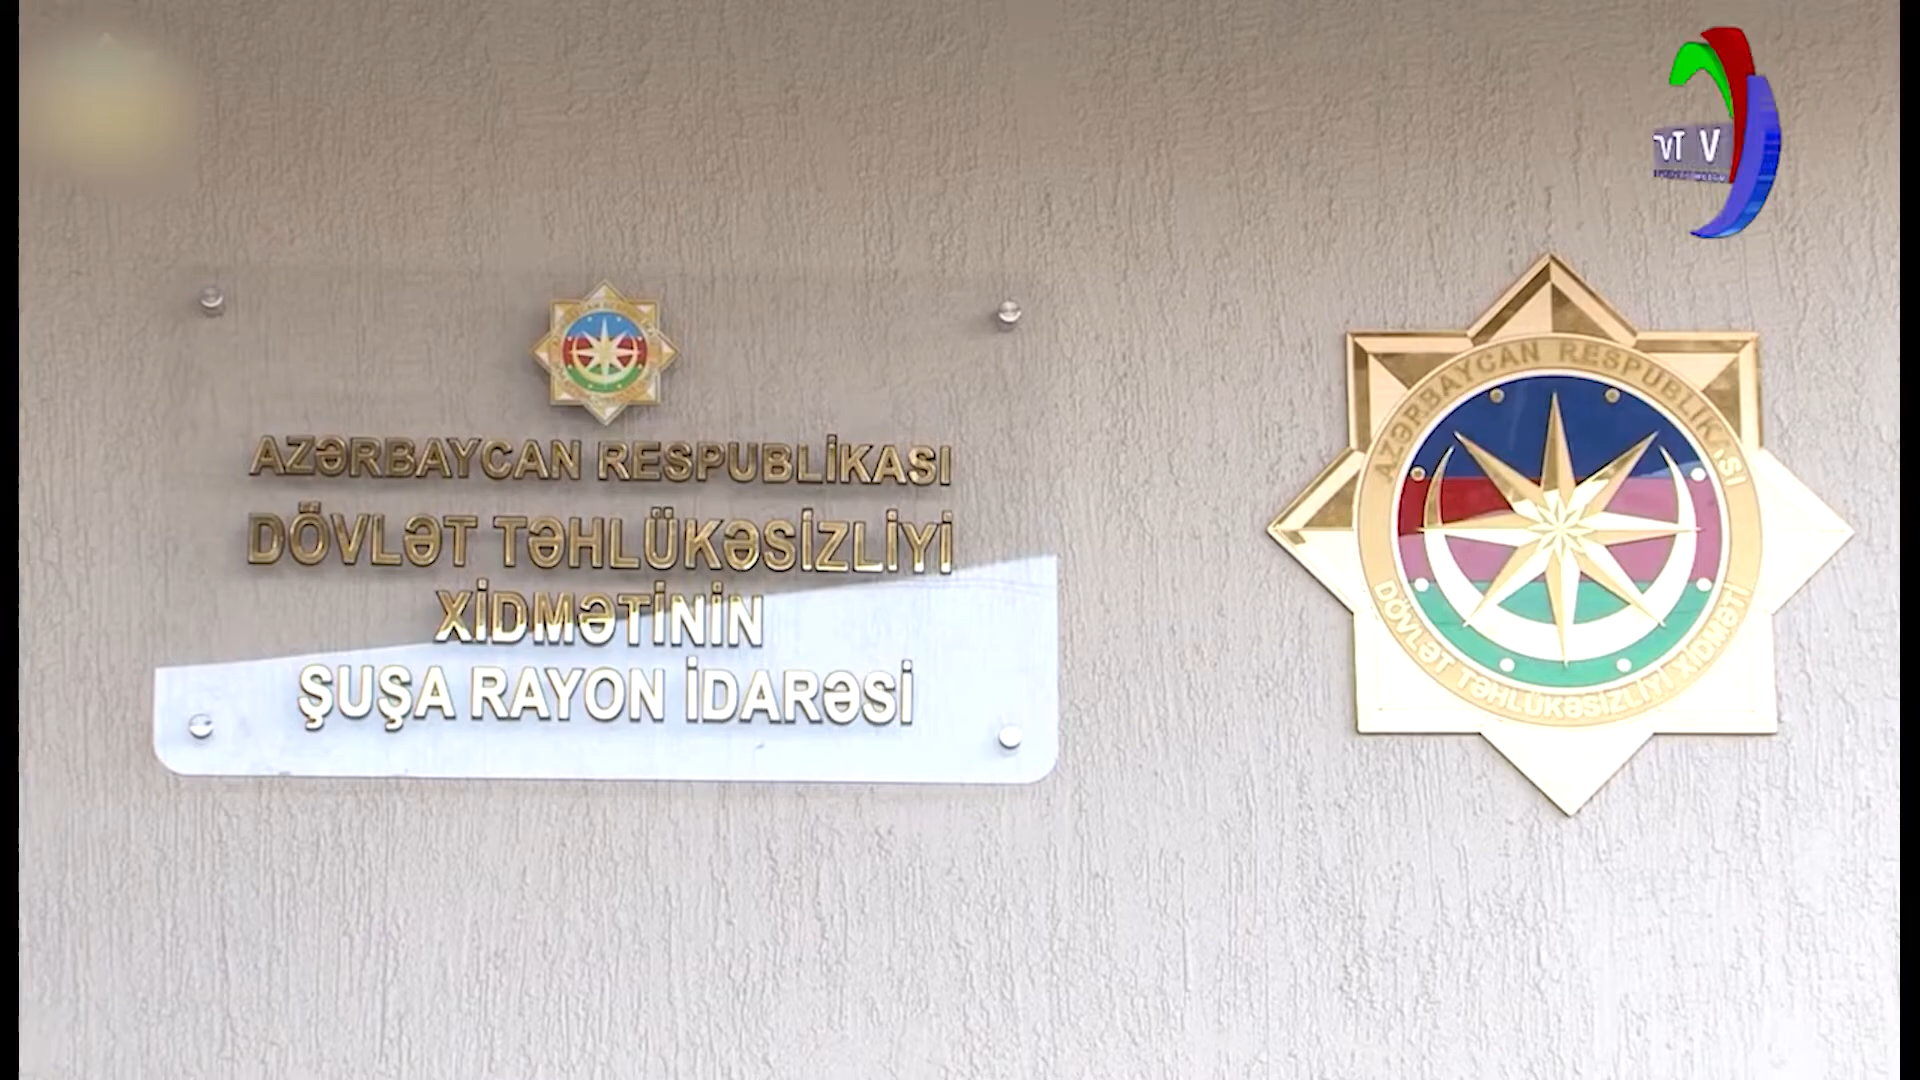 AZƏRBAYCAN RESPUBLİKASI
DÖVLƏT TƏHLÜKƏSİZLİYİ
XİDMƏTİNİN
ŞUŞA RAYON İDARƏSİ
AZƏRBAYCAN RESPUBLİKASI
DÖVLƏT TƏHLÜKƏSİZLİYİ XİDMƏTİ